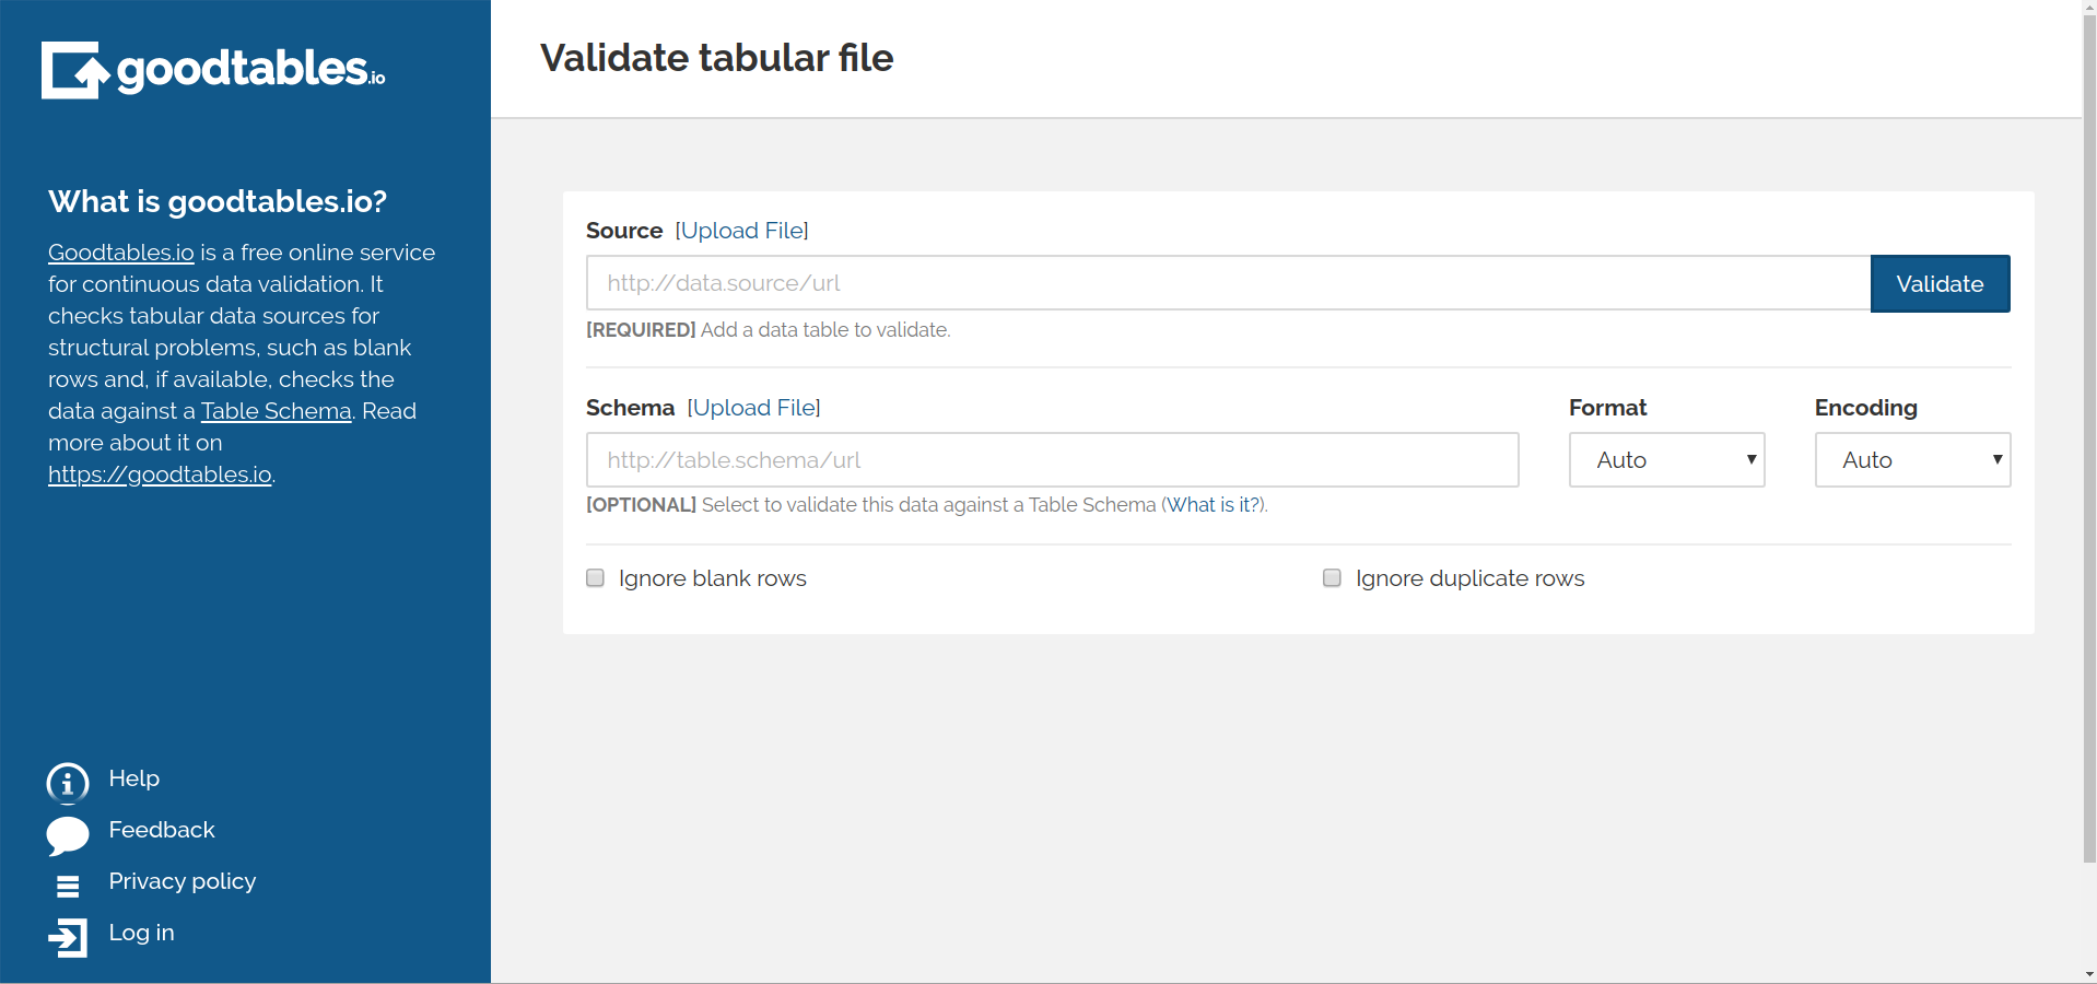 goodtables.io
What is goodtables.io?
Goodtables.io is a free online service
for continuous data validation. It
checks tabular data sources for
structural problems, such as blank
rows and, if available, checks the
data against a Table Schema. Read
more about it on
https://goodtables.io.
Help
Feedback
Privacy policy
Log in
Validate tabular file
Source [Upload File]
http://data.source/url
Validate
[REQUIRED] Add a data table to validate.
Schema [Upload File]
Format
Encoding
http://table.schema/url
Auto
Auto
[OPTIONAL] Select to validate this data against a Table Schema (What is it?).
Ignore blank rows
Ignore duplicate rows